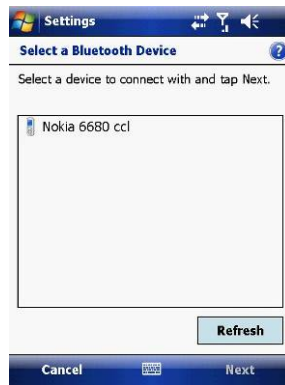 Settings
Select a Bluetooth Device
?
Select a device to connect with and tap Next.
Nokia 6680 ccl
Refresh
Cancel
Next